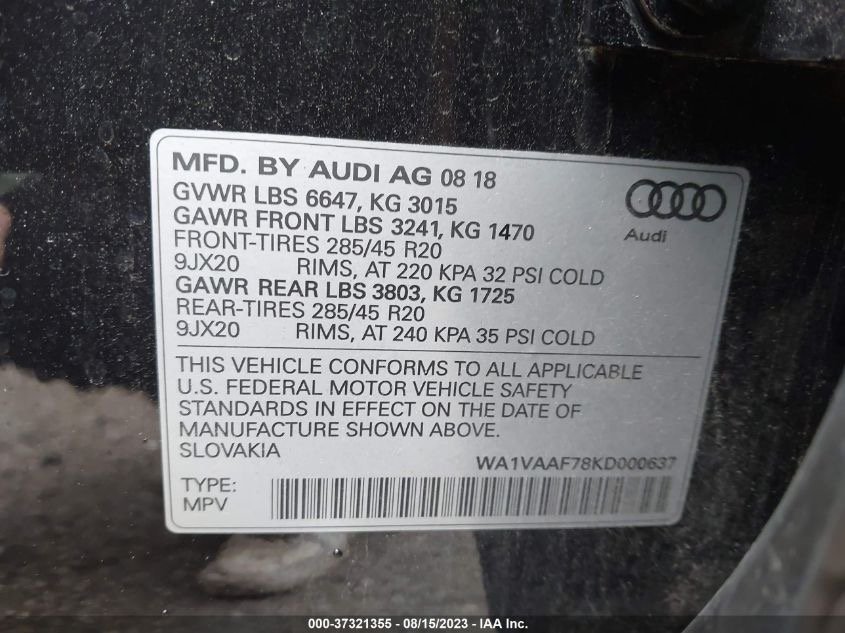 MFD. BY AUDI AG 08 18
GVWR LBS 6647, KG 3015
GAWR FRONT LBS 3241, KG 1470
FRONT-TIRES 285/45 R20
9JX20 RIMS, AT 220 KPA 32 PSI COLD
GAWR REAR LBS 3803, KG 1725
REAR-TIRES 285/45 R20
9JX20 RIMS, AT 240 KPA 35 PSI COLD
Audi
THIS VEHICLE CONFORMS TO ALL APPLICABLE
U.S. FEDERAL MOTOR VEHICLE SAFETY
STANDARDS IN EFFECT ON THE DATE OF
MANUFACTURE SHOWN ABOVE.
SLOVAKIA
WA1VAAF78KD000637
TYPE:
MPV
000-37321355 - 08/15/2023 - IAA Inc.